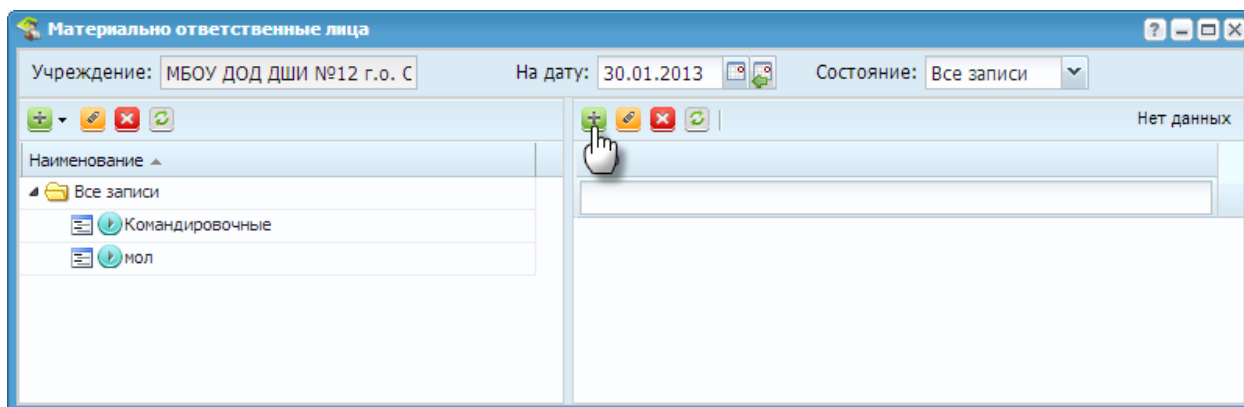 Материально ответственные лица
Учреждение: МБОУ ДОД ДШИ №12 г.о. С На дату: 30.01.2013 Состояние: Все записи
Нет данных
Наименование
Все записи
Командировочные
мол